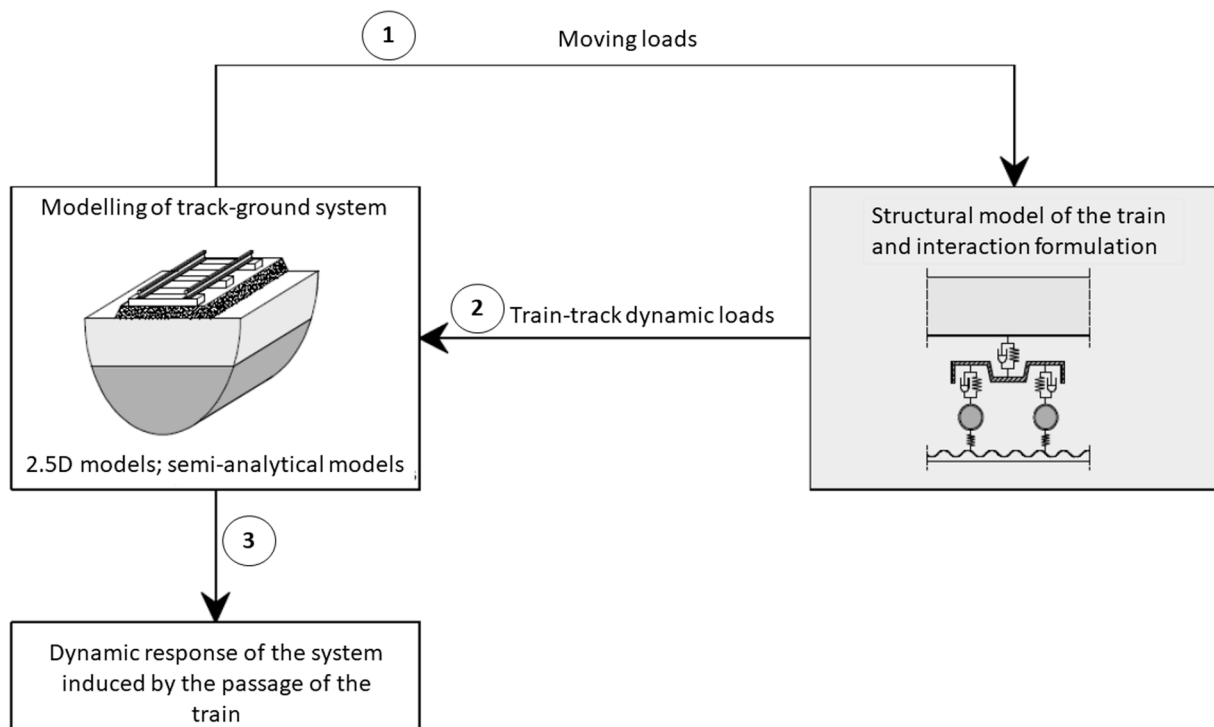 1
Moving loads
Modelling of track-ground system
Structural model of the train
and interaction formulation
2
Train-track dynamic loads
2.5D models; semi-analytical models
3
Dynamic response of the system
induced by the passage of the
train